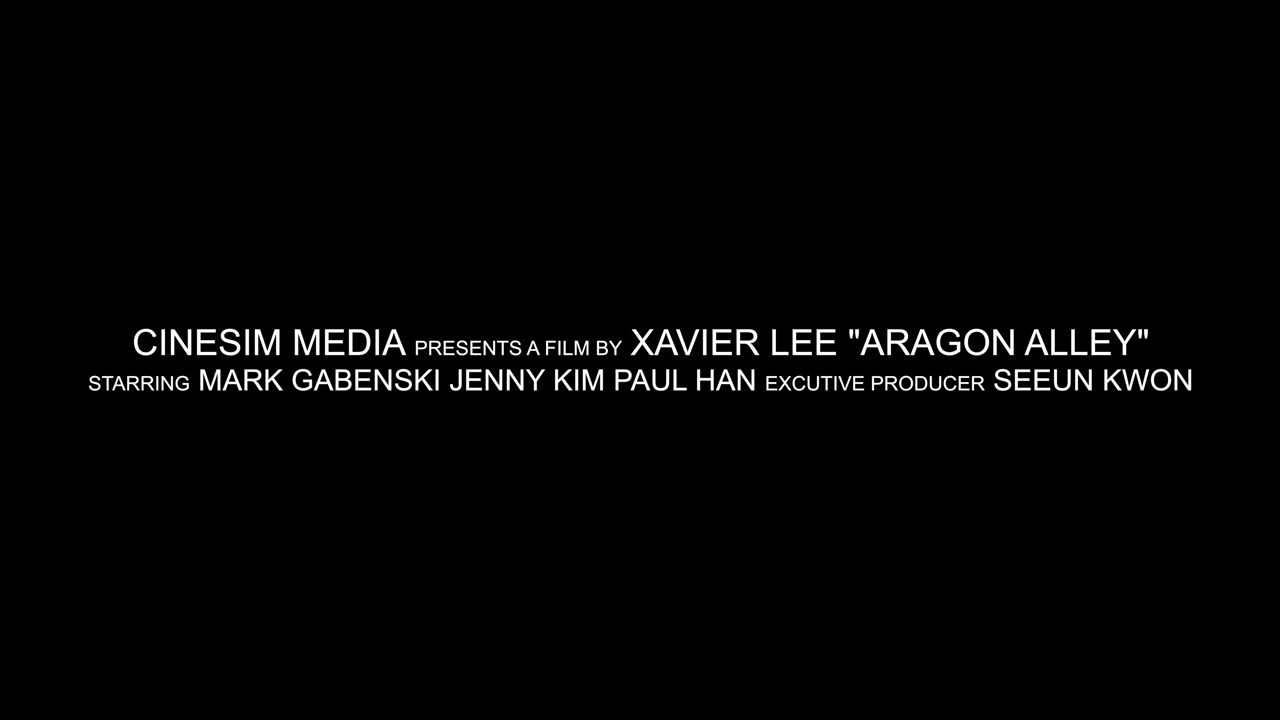 CINESIM MEDIA PRESENTS A FILM BY XAVIER LEE "ARAGON ALLEY"
STARRING MARK GABENSKI JENNY KIM PAUL HAN EXCUTIVE PRODUCER SEEUN KWON